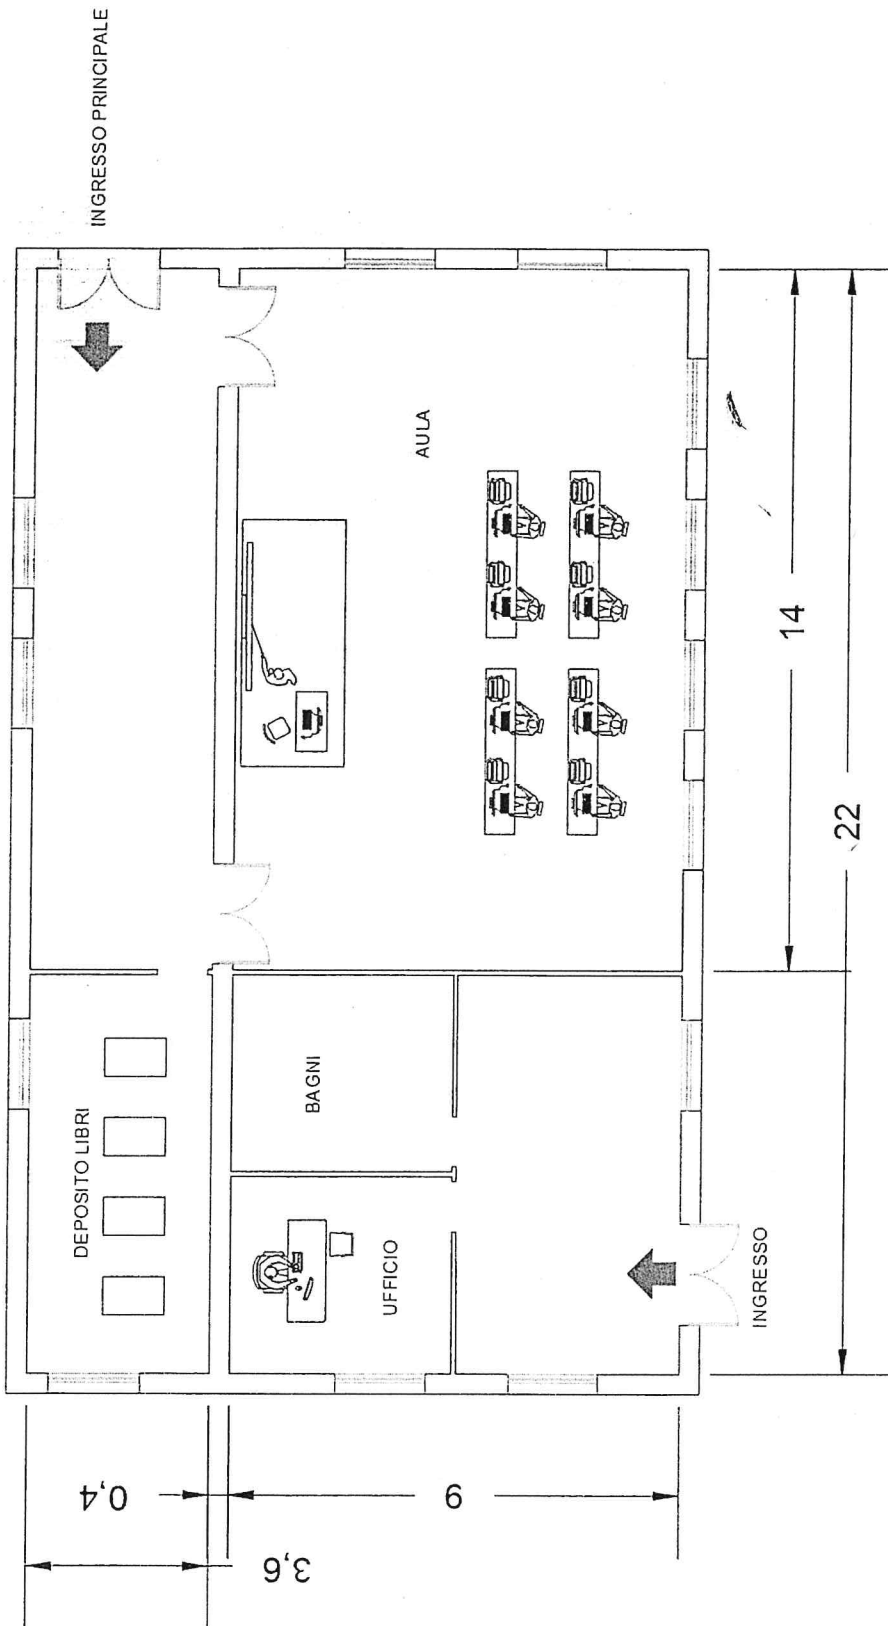 INGRESSO PRINCIPALE
AULA
DEPOSITO LIBRI
BAGNI
UFFICIO
INGRESSO
14
22
0,4
9
3,6